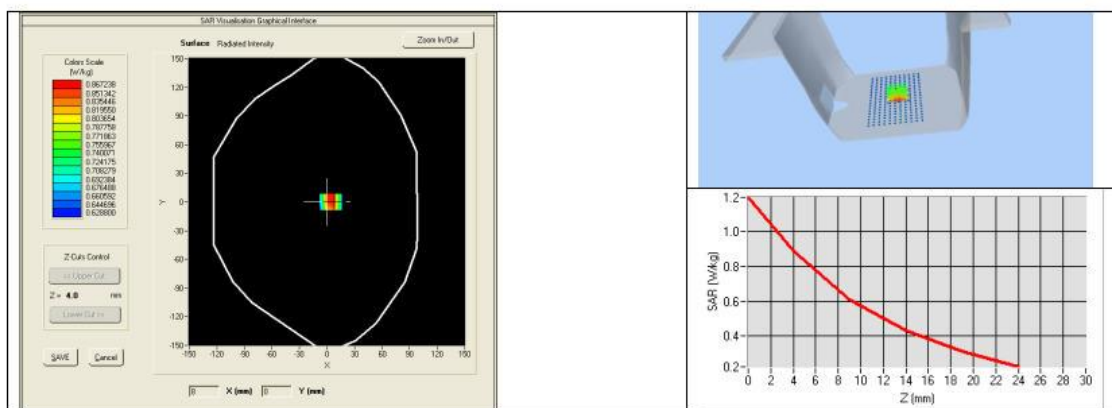 SAR Visualisation Graphical Interface
Surface Radiated Intensity
Zoom In/Out
Colors Scale
(W/kg)
0.867238
0.851342
0.835446
0.819550
0.803654
0.787758
0.771863
0.755967
0.740071
0.724175
0.708279
0.692384
0.676488
0.660592
0.644696
0.628800
Z-Cuts Control
<< Upper Cut
Z = 4.0 mm
Lower Cut >>
SAVE
Cancel
150
120
90
60
30
0
-30
-60
-90
-120
-150
Y
-150 -120 -90 -60 -30 0 30 60 90 120 150
X
0 X (mm) 0 Y (mm)
1.2
1.0
0.8
0.6
0.4
0.2
SAR (W/kg)
0 2 4 6 8 10 12 14 16 18 20 22 24 26 28 30
Z (mm)